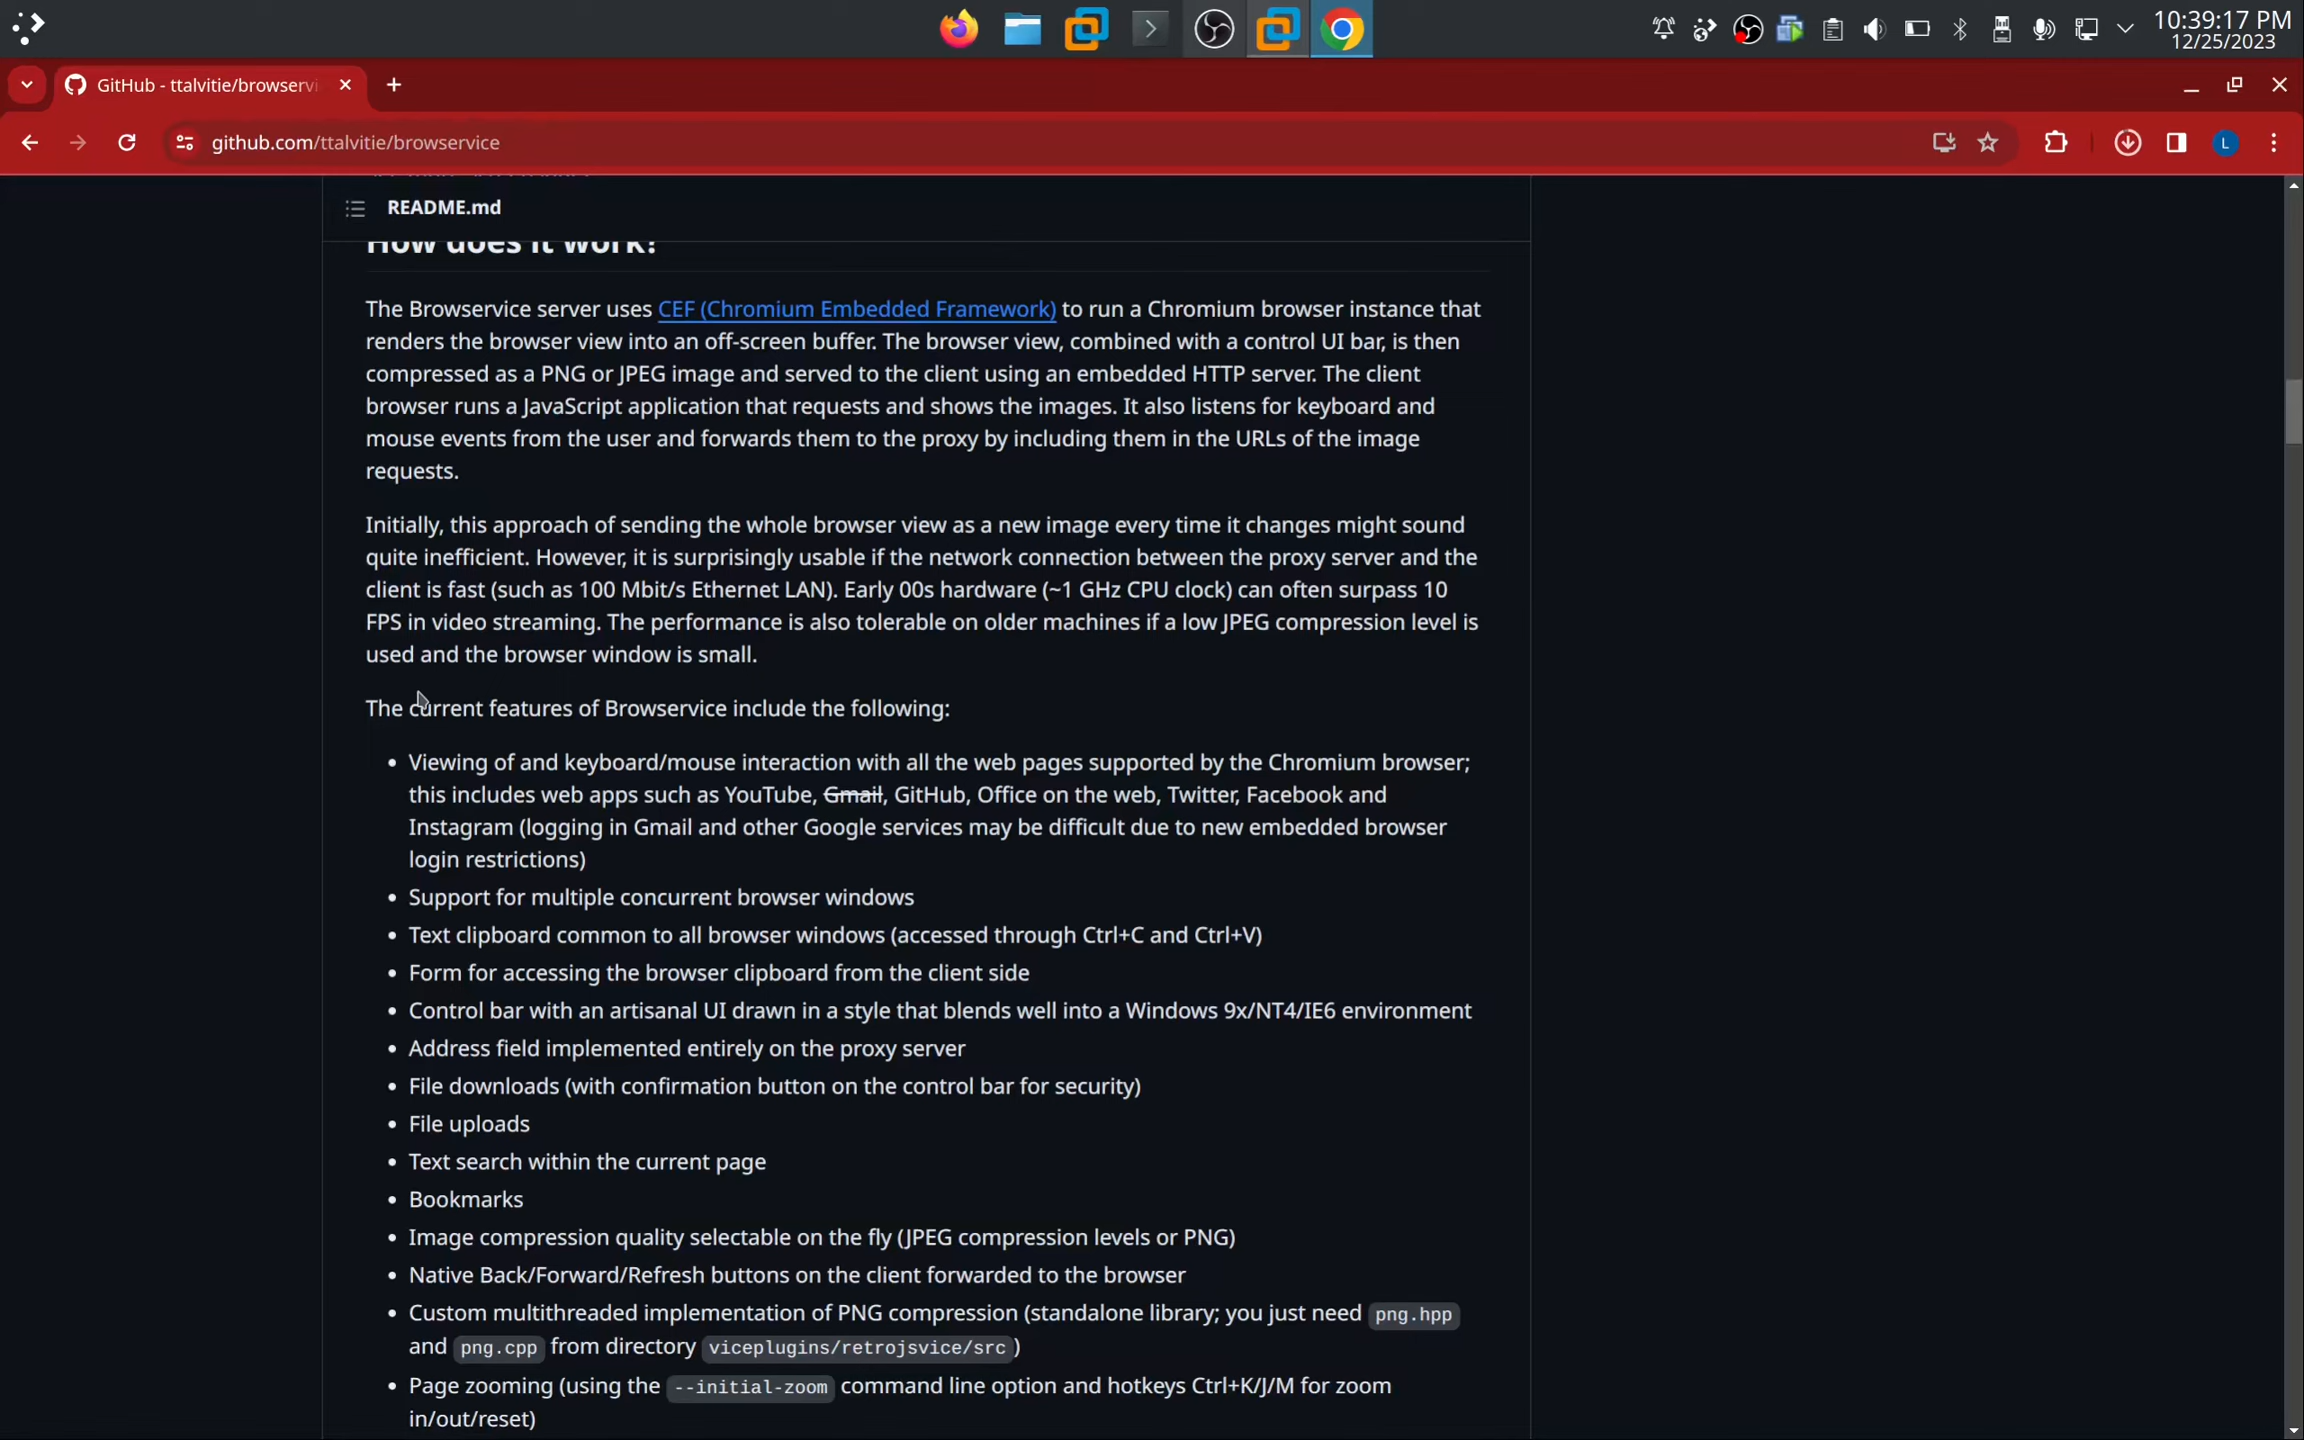 10:39:17 PM
12/25/2023
GitHub - ttalvitie/browservi
github.com/ttalvitie/browservice
L
README.md
How does it work?
The Browservice server uses CEF (Chromium Embedded Framework) to run a Chromium browser instance that
renders the browser view into an off-screen buffer. The browser view, combined with a control UI bar, is then
compressed as a PNG or JPEG image and served to the client using an embedded HTTP server. The client
browser runs a JavaScript application that requests and shows the images. It also listens for keyboard and
mouse events from the user and forwards them to the proxy by including them in the URLs of the image
requests.
Initially, this approach of sending the whole browser view as a new image every time it changes might sound
quite inefficient. However, it is surprisingly usable if the network connection between the proxy server and the
client is fast (such as 100 Mbit/s Ethernet LAN). Early 00s hardware (~1 GHz CPU clock) can often surpass 10
FPS in video streaming. The performance is also tolerable on older machines if a low JPEG compression level is
used and the browser window is small.
The current features of Browservice include the following:
• Viewing of and keyboard/mouse interaction with all the web pages supported by the Chromium browser;
this includes web apps such as YouTube, Gmail, GitHub, Office on the web, Twitter, Facebook and
Instagram (logging in Gmail and other Google services may be difficult due to new embedded browser
login restrictions)
• Support for multiple concurrent browser windows
• Text clipboard common to all browser windows (accessed through Ctrl+C and Ctrl+V)
• Form for accessing the browser clipboard from the client side
• Control bar with an artisanal UI drawn in a style that blends well into a Windows 9x/NT4/IE6 environment
• Address field implemented entirely on the proxy server
• File downloads (with confirmation button on the control bar for security)
• File uploads
• Text search within the current page
• Bookmarks
• Image compression quality selectable on the fly (JPEG compression levels or PNG)
• Native Back/Forward/Refresh buttons on the client forwarded to the browser
• Custom multithreaded implementation of PNG compression (standalone library; you just need png.hpp
and png.cpp from directory viceplugins/retrojsvice/src)
• Page zooming (using the --initial-zoom command line option and hotkeys Ctrl+K/J/M for zoom
in/out/reset)